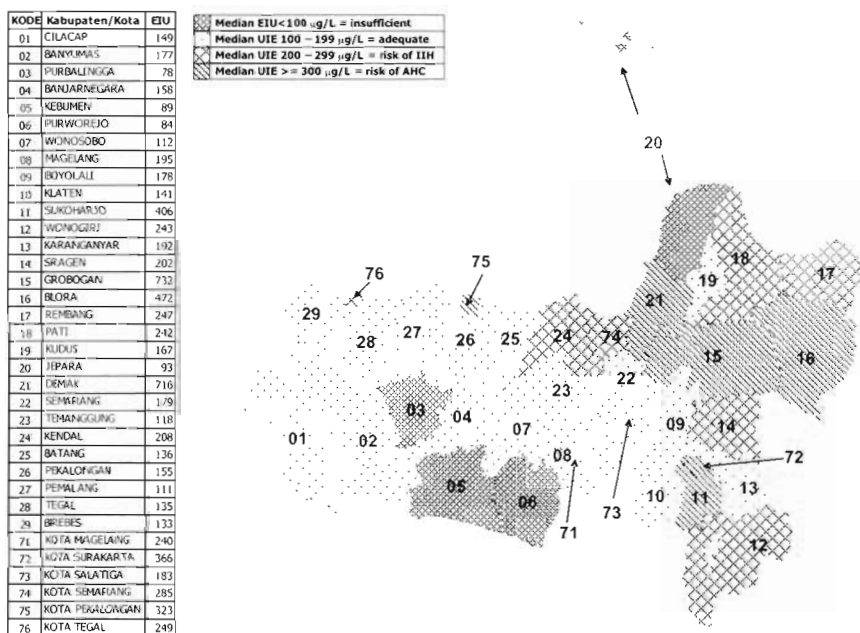 KODE Kabupaten/Kota EIU
01 CILACAP 149
02 BANYUMAS 177
03 PURBALINGGA 78
04 BANJARNEGARA 158
05 KEBUMEN 89
06 PURWOREJO 84
07 WONOSOBO 112
08 MAGELANG 195
09 BOYOLALI 178
10 KLATEN 141
11 SUKOHARJO 406
12 WONOGIRI 243
13 KARANGANYAR 192
14 SRAGEN 202
15 GROBOGAN 732
16 BLORA 472
17 REMBANG 247
18 PATI 242
19 KUDUS 167
20 JEPARA 93
21 DEMAK 716
22 SEMARANG 179
23 TEMANGGUNG 118
24 KENDAL 208
25 BATANG 136
26 PEKALONGAN 155
27 PEMALANG 111
28 TEGAL 135
29 BREBES 133
71 KOTA MAGELANG 240
72 KOTA SURAKARTA 366
73 KOTA SALATIGA 183
74 KOTA SEMARANG 285
75 KOTA PEKALONGAN 323
76 KOTA TEGAL 249
Median EIU<100 µg/L = insufficient
Median UIE 100 – 199 µg/L = adequate
Median UIE 200 – 299 µg/L = risk of IIH
Median UIE >= 300 µg/L = risk of AHC
20
18
17
19
76
75
21
29
28
27
26
25
24
74
15
16
22
23
03
04
09
14
01
02
07
08
72
05
06
10
11
13
73
71
12